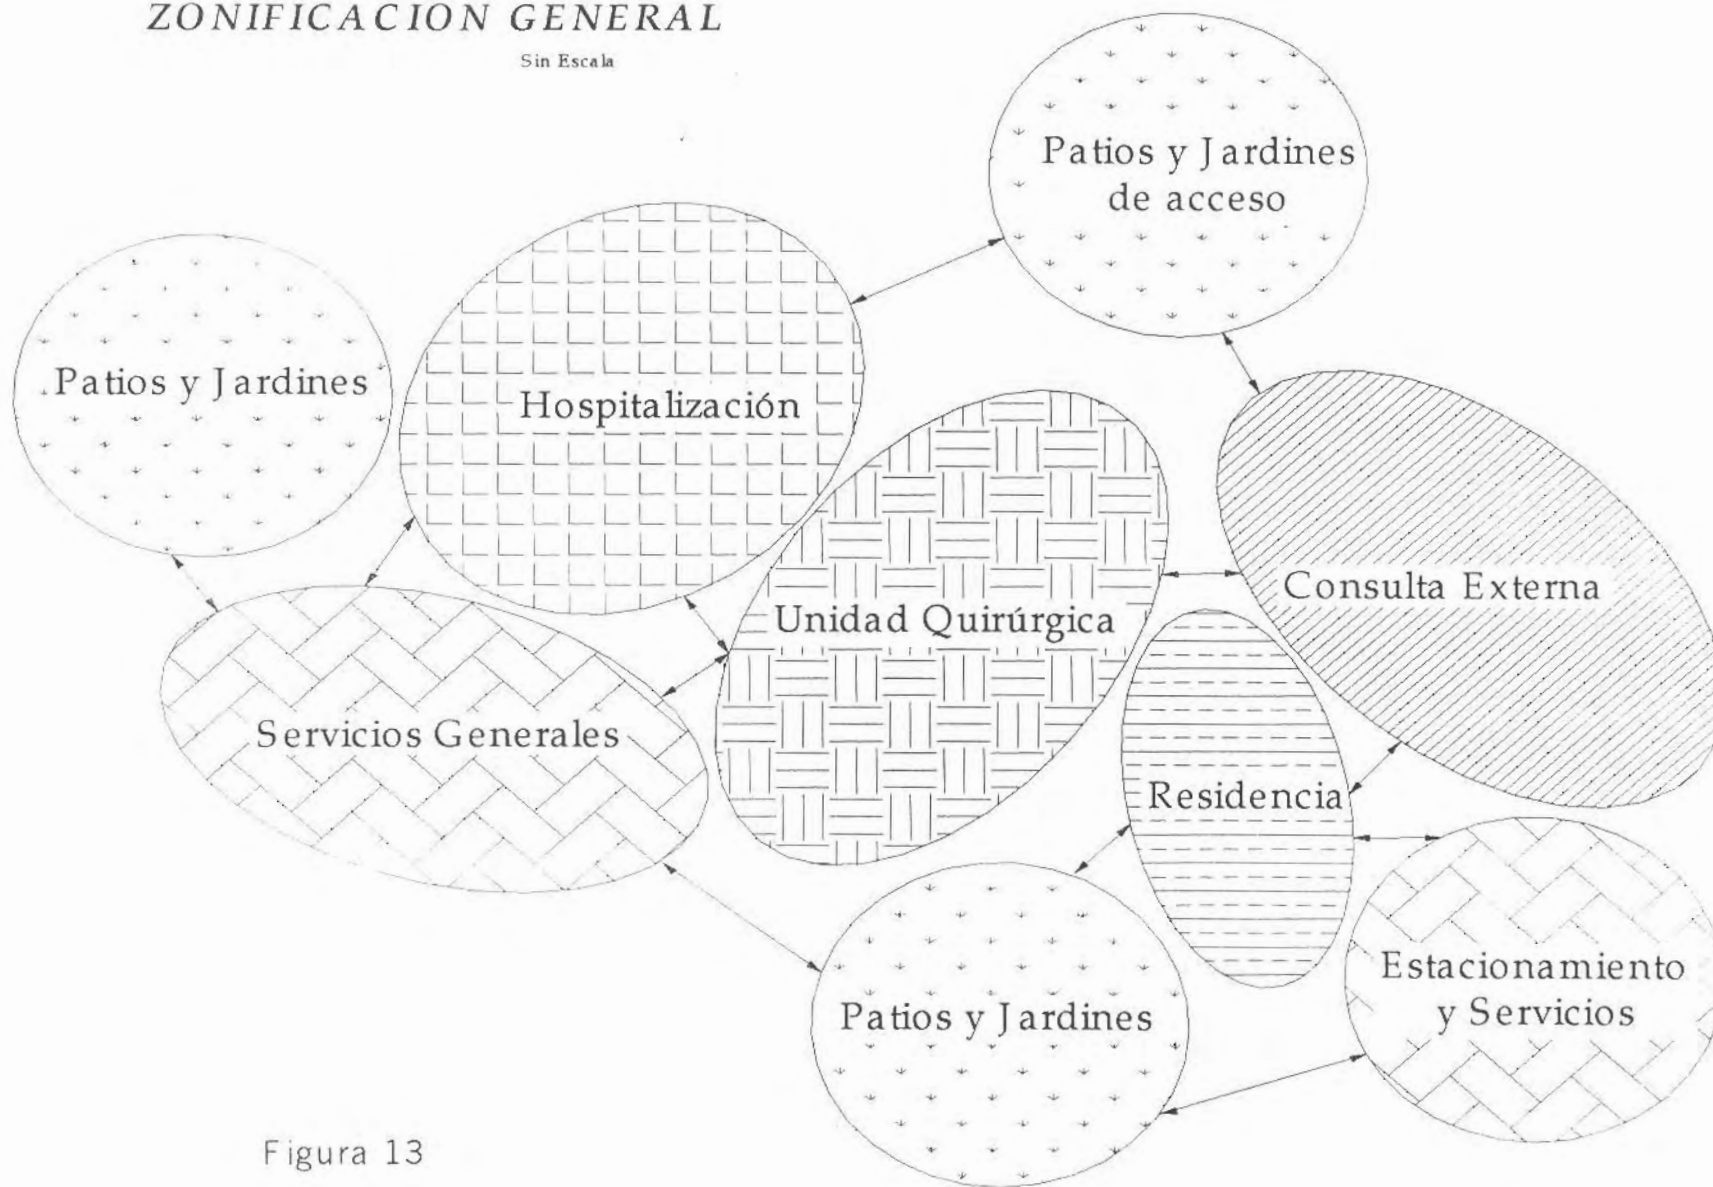 ZONIFICACION GENERAL
Sin Escala
Patios y Jardines
de acceso
Patios y Jardines
Hospitalización
Consulta Externa
Unidad Quirúrgica
Servicios Generales
Residencia
Estacionamiento
y Servicios
Patios y Jardines
Figura 13